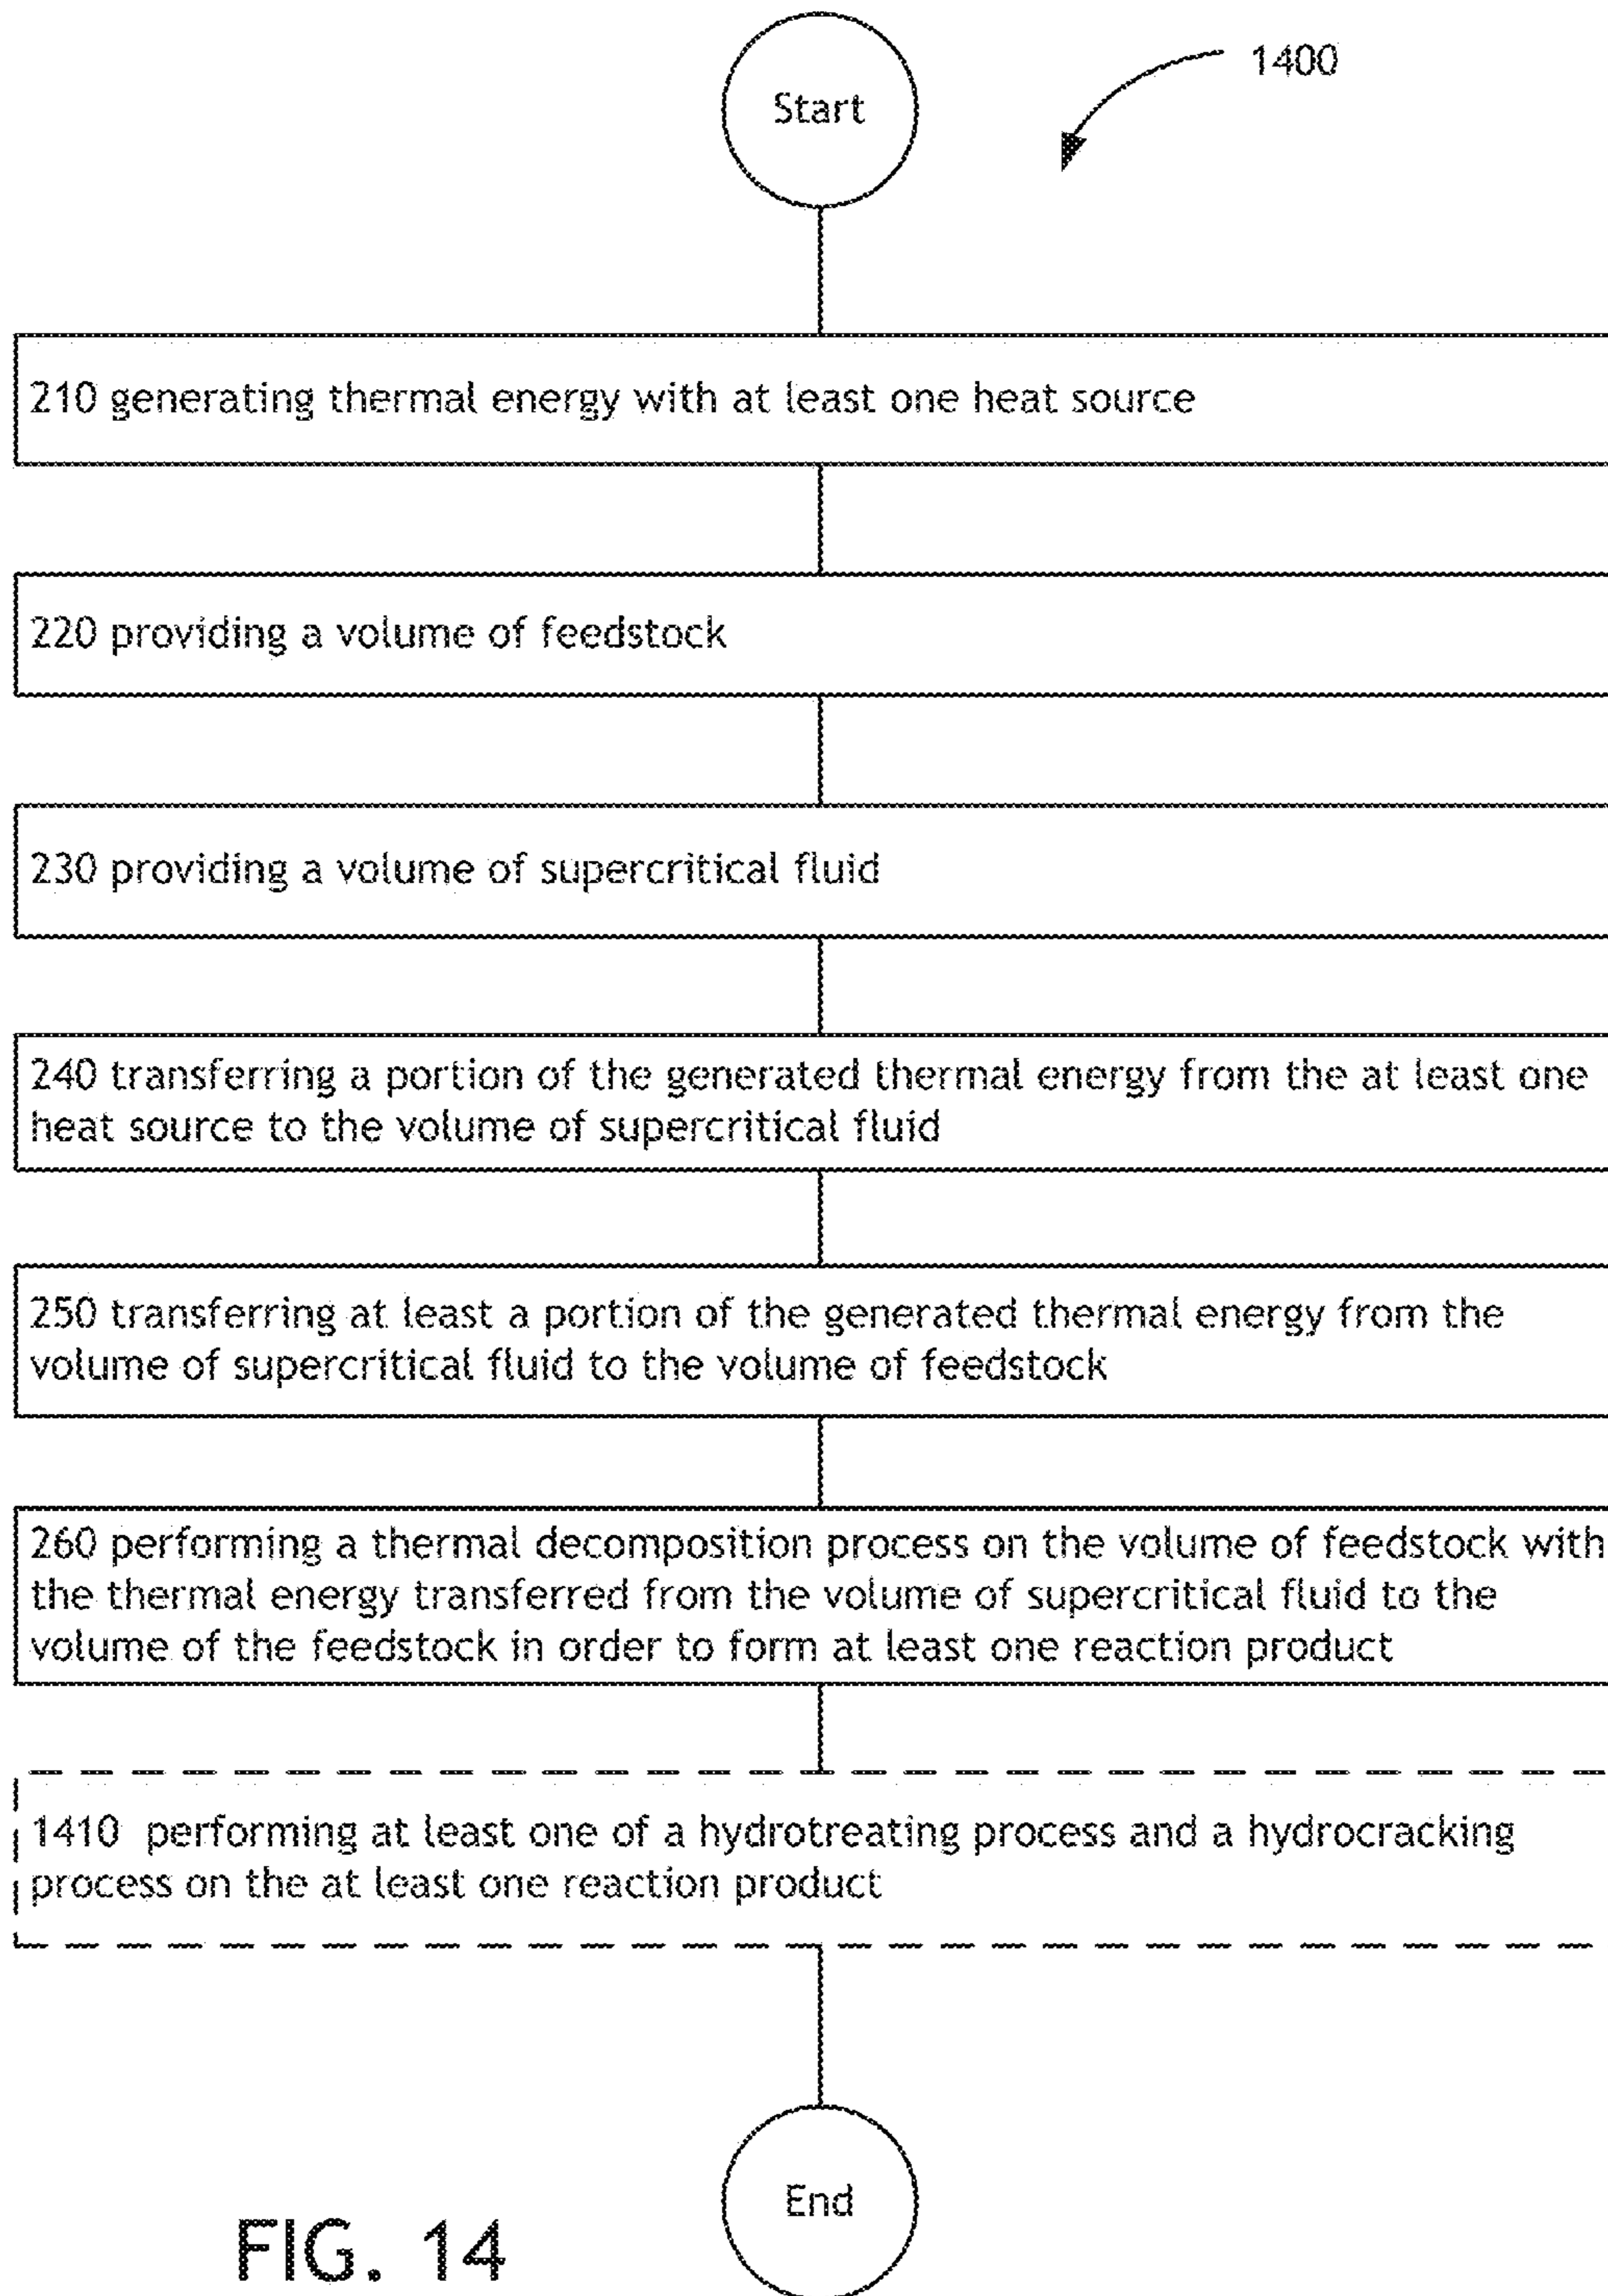 Start
1400
210 generating thermal energy with at least one heat source
220 providing a volume of feedstock
230 providing a volume of supercritical fluid
240 transferring a portion of the generated thermal energy from the at least one
heat source to the volume of supercritical fluid
250 transferring at least a portion of the generated thermal energy from the
volume of supercritical fluid to the volume of feedstock
260 performing a thermal decomposition process on the volume of feedstock with
the thermal energy transferred from the volume of supercritical fluid to the
volume of the feedstock in order to form at least one reaction product
1410 performing at least one of a hydrotreating process and a hydrocracking
process on the at least one reaction product
End
FIG. 14